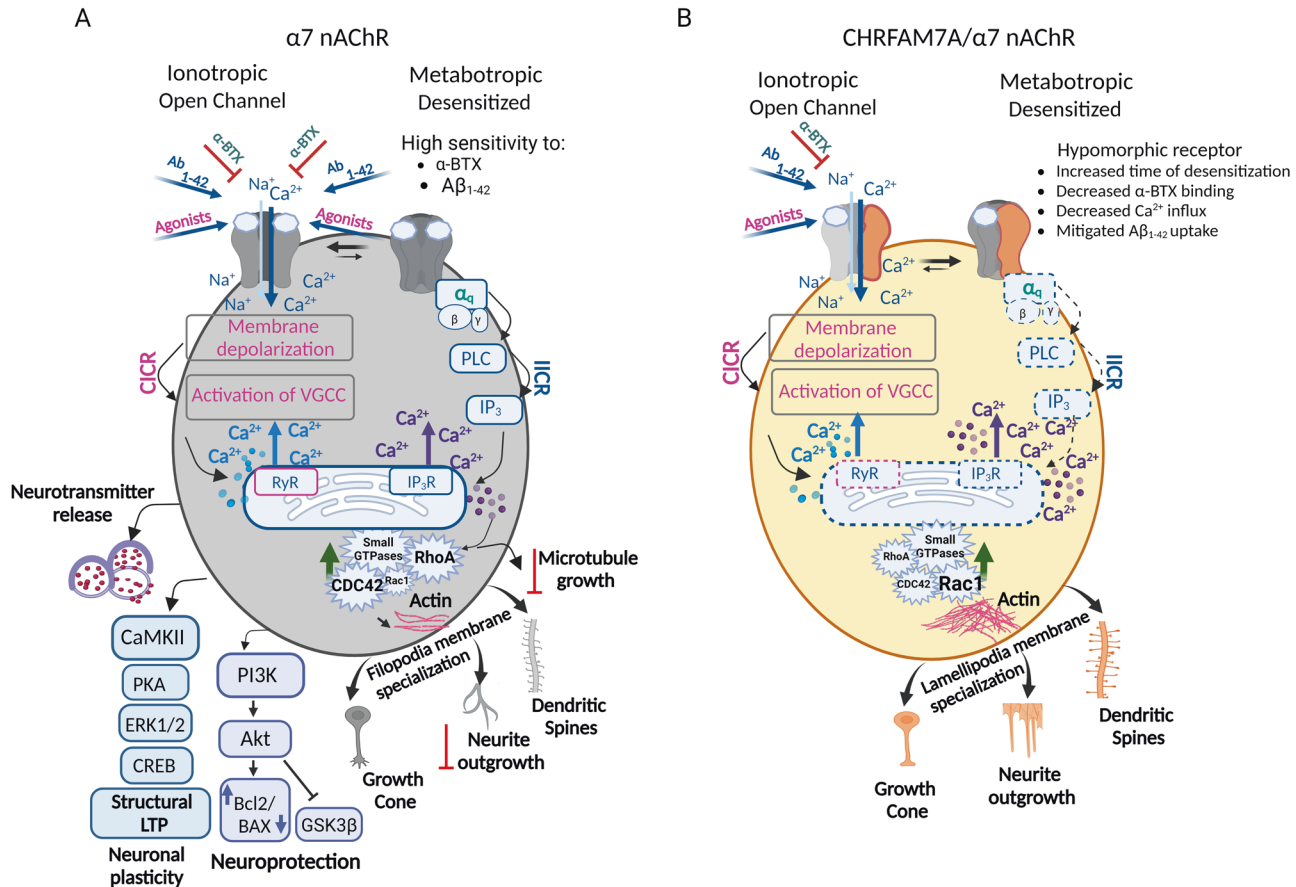 A
α7 nAChR
Ionotropic
Open Channel
Metabotropic
Desensitized
High sensitivity to:
• α-BTX
• Aβ1-42
α-BTX
α-BTX
Ab
1-42
Ab
1-42
Na⁺
Ca²⁺
Agonists
Agonists
Na⁺
Ca²⁺
Na⁺
Ca²⁺
αq
β
γ
Membrane
depolarization
PLC
CICR
IICR
Activation of VGCC
IP₃
Ca²⁺
Ca²⁺
Ca²⁺
Ca²⁺
Ca²⁺
Ca²⁺
Ca²⁺
Ca²⁺
Ca²⁺
RyR
IP₃R
Neurotransmitter
release
Small
GTPases
RhoA
CDC42
Rac1
Microtubule
growth
Actin
Filopodia membrane
specialization
CaMKII
PKA
ERK1/2
CREB
Structural
LTP
Neuronal
plasticity
PI3K
Akt
Bcl2/
BAX
GSK3β
Neuroprotection
Growth
Cone
Neurite
outgrowth
Dendritic
Spines
B
CHRFAM7A/α7 nAChR
Ionotropic
Open Channel
Metabotropic
Desensitized
Hypomorphic receptor
• Increased time of desensitization
• Decreased α-BTX binding
• Decreased Ca²⁺ influx
• Mitigated Aβ1-42 uptake
α-BTX
Ab
1-42
Na⁺
Ca²⁺
Agonists
Ca²⁺
Na⁺
Na⁺
Ca²⁺
αq
β
γ
Membrane
depolarization
PLC
CICR
IICR
Activation of VGCC
IP₃
Ca²⁺
Ca²⁺
Ca²⁺
Ca²⁺
Ca²⁺
Ca²⁺
Ca²⁺
Ca²⁺
Ca²⁺
RyR
IP₃R
Small
GTPases
RhoA
CDC42
Rac1
Actin
Lamellipodia membrane
specialization
Growth
Cone
Neurite
outgrowth
Dendritic
Spines